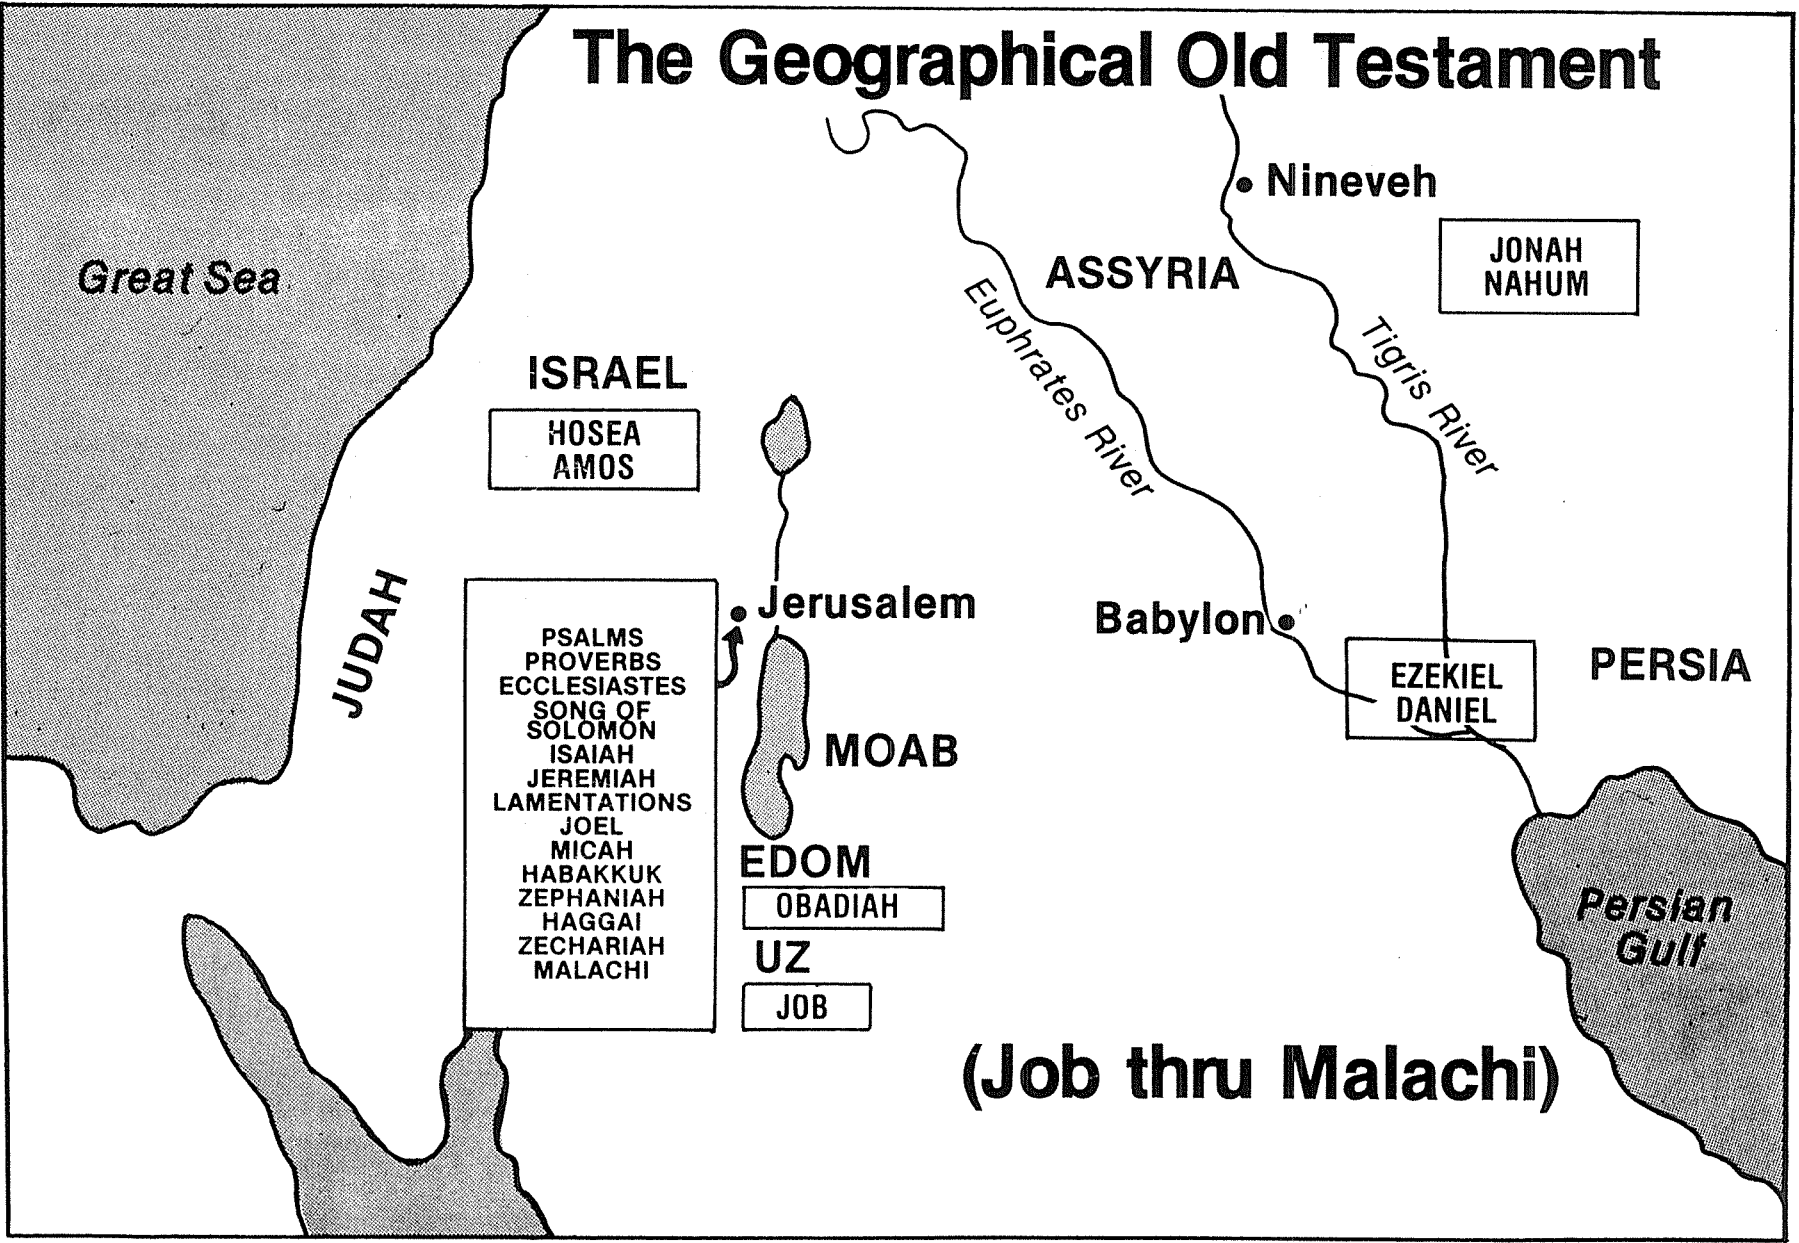 The Geographical Old Testament
Nineveh
JONAH
NAHUM
ASSYRIA
Great Sea
Euphrates River
Tigris River
ISRAEL
HOSEA
AMOS
JUDAH
Jerusalem
PSALMS
PROVERBS
ECCLESIASTES
SONG OF
SOLOMON
ISAIAH
JEREMIAH
LAMENTATIONS
JOEL
MICAH
HABAKKUK
ZEPHANIAH
HAGGAI
ZECHARIAH
MALACHI
Babylon
EZEKIEL
DANIEL
PERSIA
MOAB
EDOM
OBADIAH
UZ
JOB
Persian
Gulf
(Job thru Malachi)